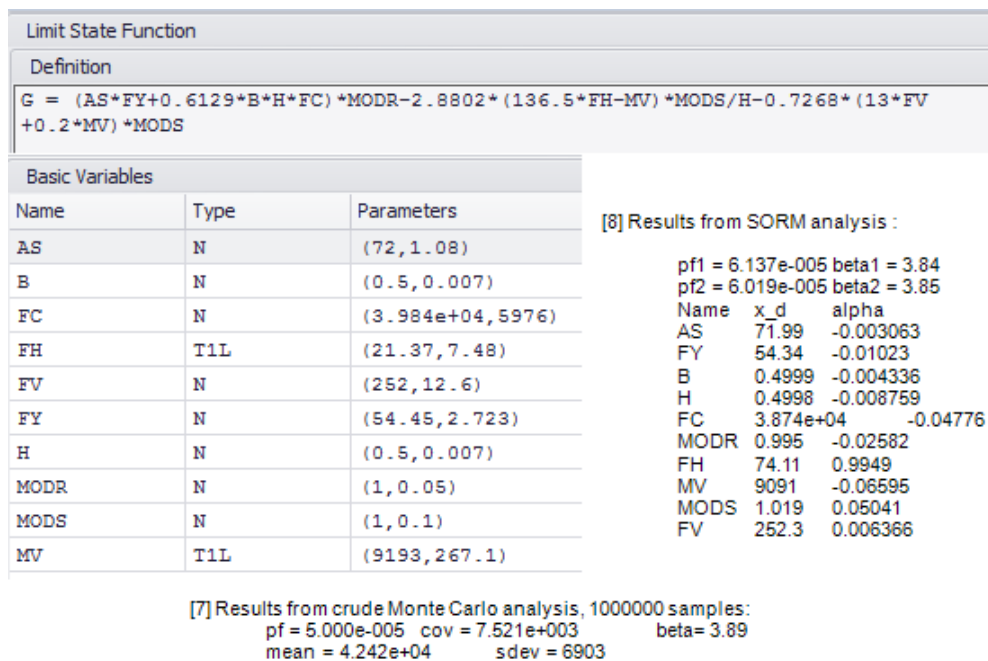 Limit State Function
Definition
G = (AS*FY+0.6129*B*H*FC)*MODR-2.8802*(136.5*FH-MV)*MODS/H-0.7268*(13*FV
+0.2*MV)*MODS
Basic Variables
Name Type Parameters
AS N (72,1.08)
B N (0.5,0.007)
FC N (3.984e+04,5976)
FH T1L (21.37,7.48)
FV N (252,12.6)
FY N (54.45,2.723)
H N (0.5,0.007)
MODR N (1,0.05)
MODS N (1,0.1)
MV T1L (9193,267.1)
[8] Results from SORM analysis :
pf1 = 6.137e-005 beta1 = 3.84
pf2 = 6.019e-005 beta2 = 3.85
Name x_d alpha
AS 71.99 -0.003063
FY 54.34 -0.01023
B 0.4999 -0.004336
H 0.4998 -0.008759
FC 3.874e+04 -0.04776
MODR 0.995 -0.02582
FH 74.11 0.9949
MV 9091 -0.06595
MODS 1.019 0.05041
FV 252.3 0.006366
[7] Results from crude Monte Carlo analysis, 1000000 samples:
pf = 5.000e-005 cov = 7.521e+003 beta= 3.89
mean = 4.242e+04 sdev = 6903